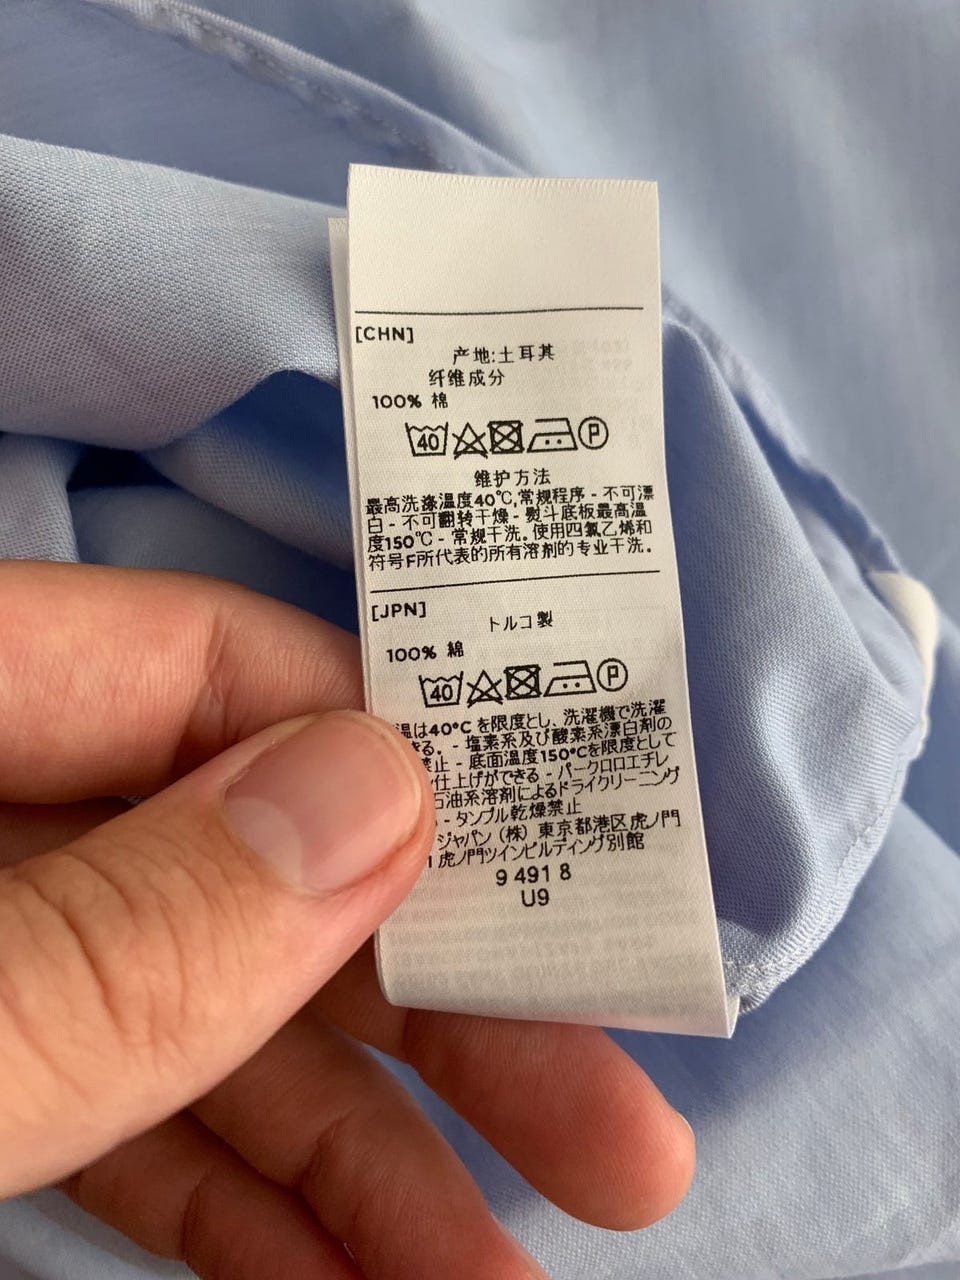 [CHN]
产地:土耳其
纤维成分
100% 棉
40 P
维护方法
最高洗涤温度40℃,常规程序 - 不可漂
白 - 不可翻转干燥 - 熨斗底板最高温
度150℃ - 常规干洗。使用四氯乙烯和
符号F所代表的所有溶剂的专业干洗。
[JPN]
トルコ製
100% 綿
40 P
温は40°C を限度とし、洗濯機で洗濯
きる。 - 塩素系及び酸素系漂白剤の
禁止 - 底面温度150°Cを限度として
仕上げができる - パークロロエチレ
石油系溶剤によるドライクリーニング
- タンブル乾燥禁止
ジャパン (株) 東京都港区虎ノ門
1 虎ノ門ツインビルディング別館
9 4918
U9